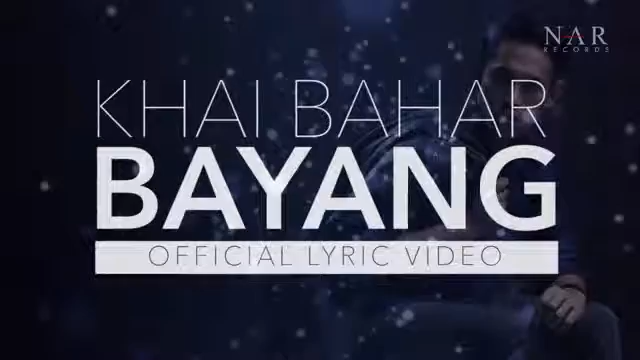 NAR
RECORDS
KHAI BAHAR
BAYANG
OFFICIAL LYRIC VIDEO